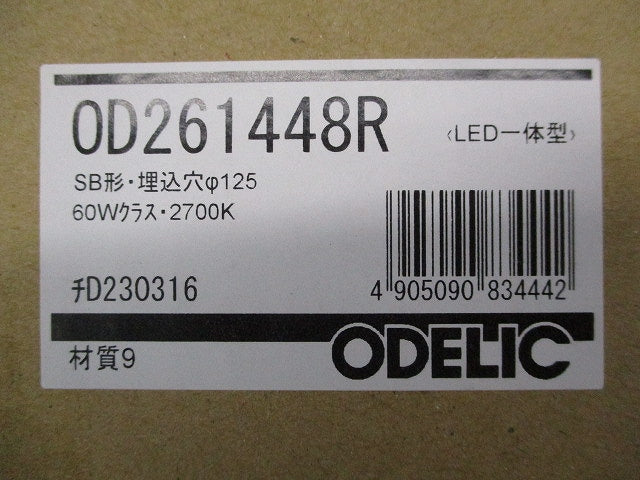 OD261448R
〈LED一体型〉
SB形・埋込穴φ125
60Wクラス・2700K
チD230316
4 905090 834442
材質9
ODELIC